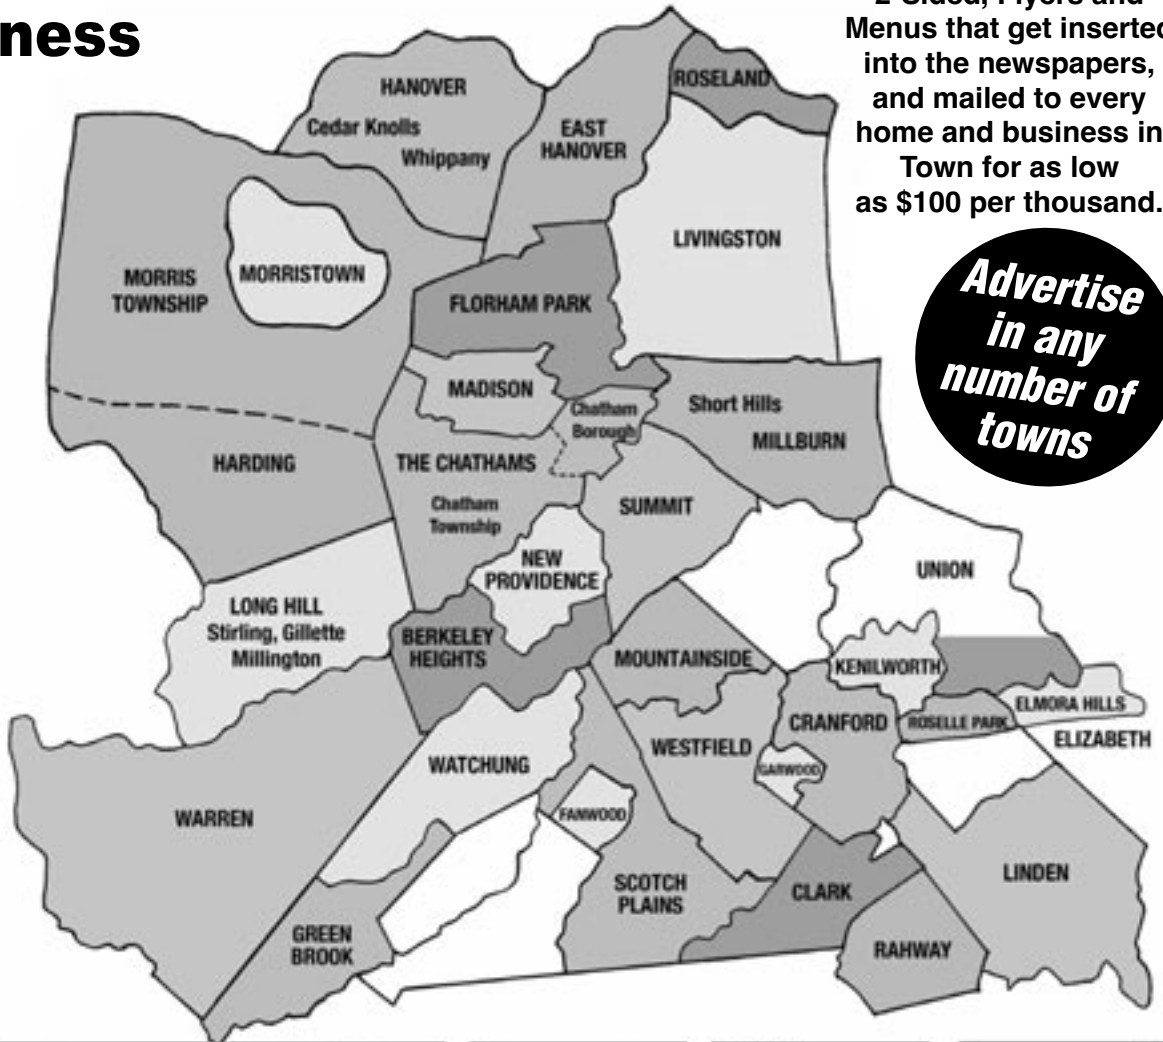 ness
2-Sided, Flyers and
Menus that get inserted
into the newspapers,
and mailed to every
home and business in
Town for as low
as $100 per thousand.
Advertise
in any
number of
towns
HANOVER
Cedar Knolls
Whippany
EAST
HANOVER
ROSELAND
LIVINGSTON
MORRIS
TOWNSHIP
MORRISTOWN
FLORHAM PARK
MADISON
Chatham
Borough
Short Hills
MILLBURN
HARDING
THE CHATHAMS
Chatham
Township
SUMMIT
NEW
PROVIDENCE
UNION
LONG HILL
Stirling, Gillette
Millington
BERKELEY
HEIGHTS
MOUNTAINSIDE
KENILWORTH
CRANFORD
ROSELLE PARK
ELMORA HILLS
ELIZABETH
WESTFIELD
GARWOOD
WATCHUNG
WARREN
FANWOOD
SCOTCH
PLAINS
CLARK
LINDEN
GREEN
BROOK
RAHWAY